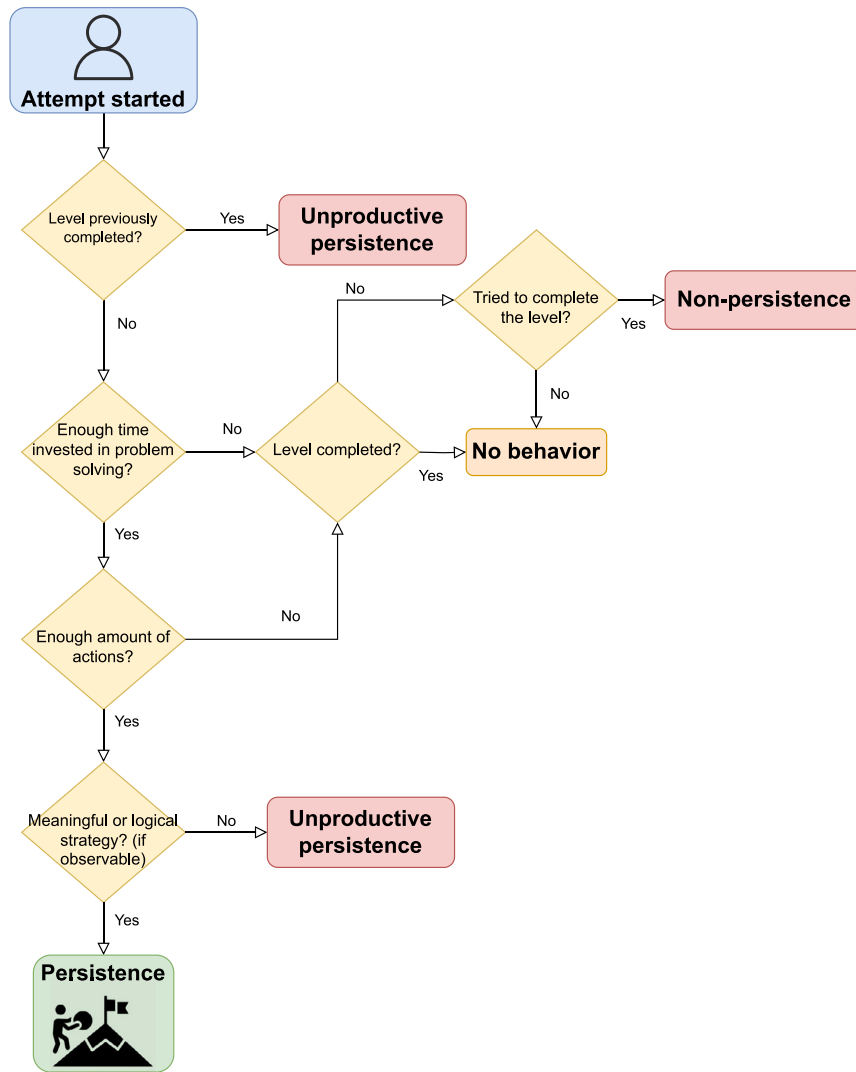 Attempt started
Level previously
completed?
Yes
Unproductive
persistence
No
Tried to complete
the level?
Yes
Non-persistence
No
No
Enough time
invested in problem
solving?
No
Level completed?
Yes
No behavior
Yes
Enough amount of
actions?
No
Yes
Meaningful or logical
strategy? (if
observable)
No
Unproductive
persistence
Yes
Persistence